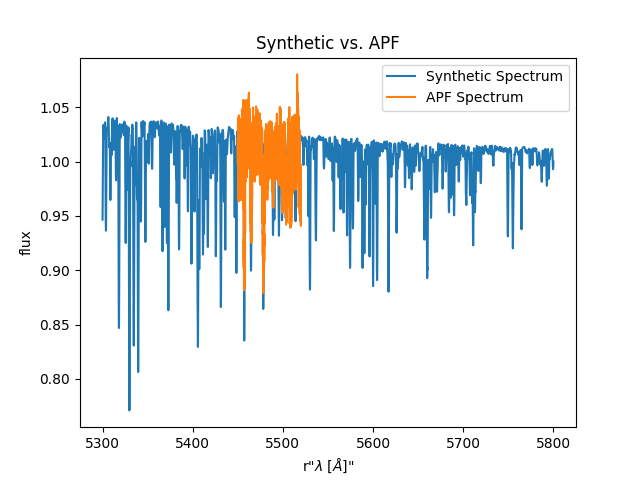 Synthetic vs. APF
Synthetic Spectrum
APF Spectrum
1.05
1.00
0.95
0.90
0.85
0.80
flux
5300 5400 5500 5600 5700 5800
r"λ [Å]"